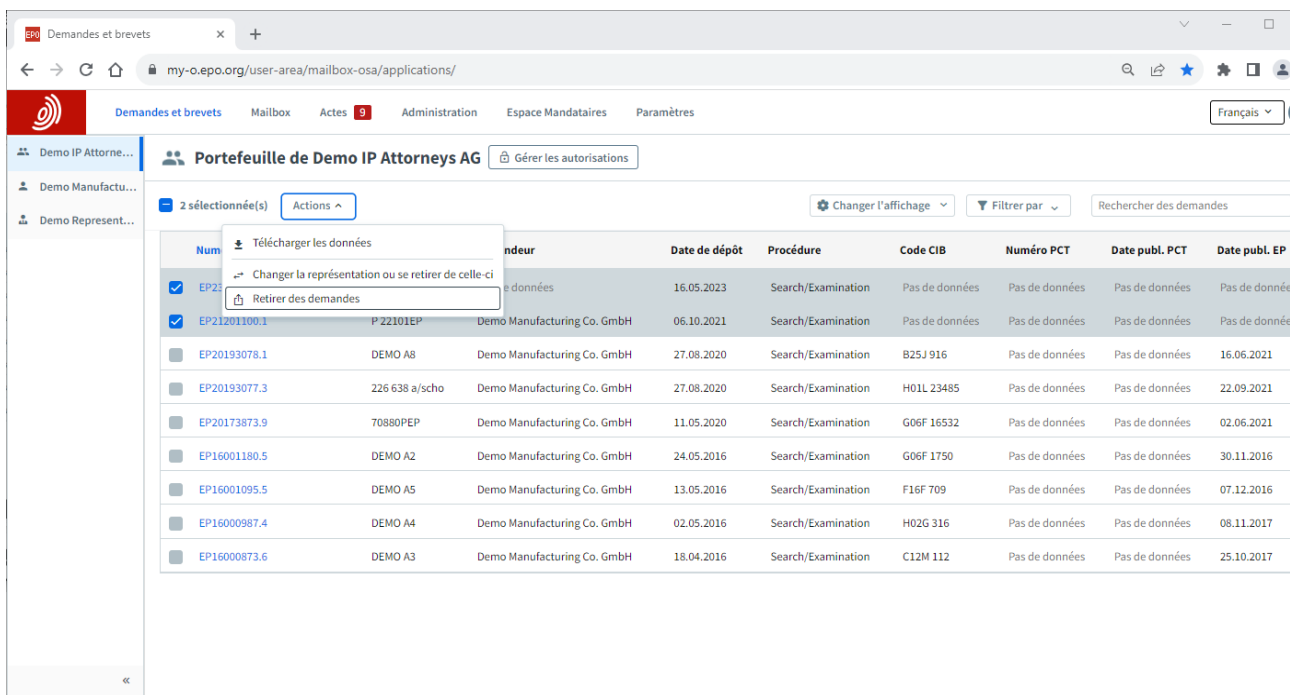 EPO Demandes et brevets
my-o.epo.org/user-area/mailbox-osa/applications/
Demandes et brevets Mailbox Actes 9 Administration Espace Mandataires Paramètres Français
Demo IP Attorne...
Demo Manufactu...
Demo Represent...
Portefeuille de Demo IP Attorneys AG Gérer les autorisations
2 sélectionnée(s) Actions Changer l'affichage Filtrer par Rechercher des demandes
Télécharger les données
Changer la représentation ou se retirer de celle-ci
Retirer des demandes
Date de dépôt Procédure Code CIB Numéro PCT Date publ. PCT Date publ. EP
données 16.05.2023 Search/Examination Pas de données Pas de données Pas de données Pas de donnée
EP21201100.1 P 22101EP Demo Manufacturing Co. GmbH 06.10.2021 Search/Examination Pas de données Pas de données Pas de données Pas de donnée
EP20193078.1 DEMO A8 Demo Manufacturing Co. GmbH 27.08.2020 Search/Examination B25J 916 Pas de données Pas de données 16.06.2021
EP20193077.3 226 638 a/scho Demo Manufacturing Co. GmbH 27.08.2020 Search/Examination H01L 23485 Pas de données Pas de données 22.09.2021
EP20173873.9 70880PEP Demo Manufacturing Co. GmbH 11.05.2020 Search/Examination G06F 16532 Pas de données Pas de données 02.06.2021
EP16001180.5 DEMO A2 Demo Manufacturing Co. GmbH 24.05.2016 Search/Examination G06F 1750 Pas de données Pas de données 30.11.2016
EP16001095.5 DEMO A5 Demo Manufacturing Co. GmbH 13.05.2016 Search/Examination F16F 709 Pas de données Pas de données 07.12.2016
EP16000987.4 DEMO A4 Demo Manufacturing Co. GmbH 02.05.2016 Search/Examination H02G 316 Pas de données Pas de données 08.11.2017
EP16000873.6 DEMO A3 Demo Manufacturing Co. GmbH 18.04.2016 Search/Examination C12M 112 Pas de données Pas de données 25.10.2017